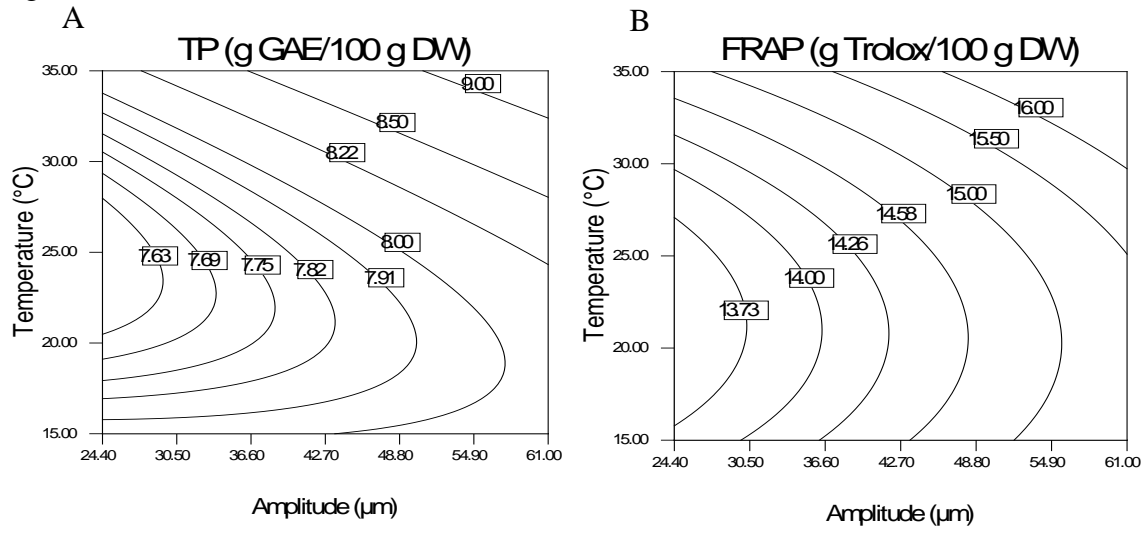 A
TP (g GAE/100 g DW)
35.00
30.00
25.00
20.00
15.00
Temperature (°C)
9.00
8.50
8.22
8.00
7.63
7.69
7.75
7.82
7.91
24.40 30.50 36.60 42.70 48.80 54.90 61.00
Amplitude (µm)
B
FRAP (g Trolox/100 g DW)
35.00
30.00
25.00
20.00
15.00
Temperature (°C)
16.00
15.50
15.00
14.58
14.26
14.00
13.73
24.40 30.50 36.60 42.70 48.80 54.90 61.00
Amplitude (µm)